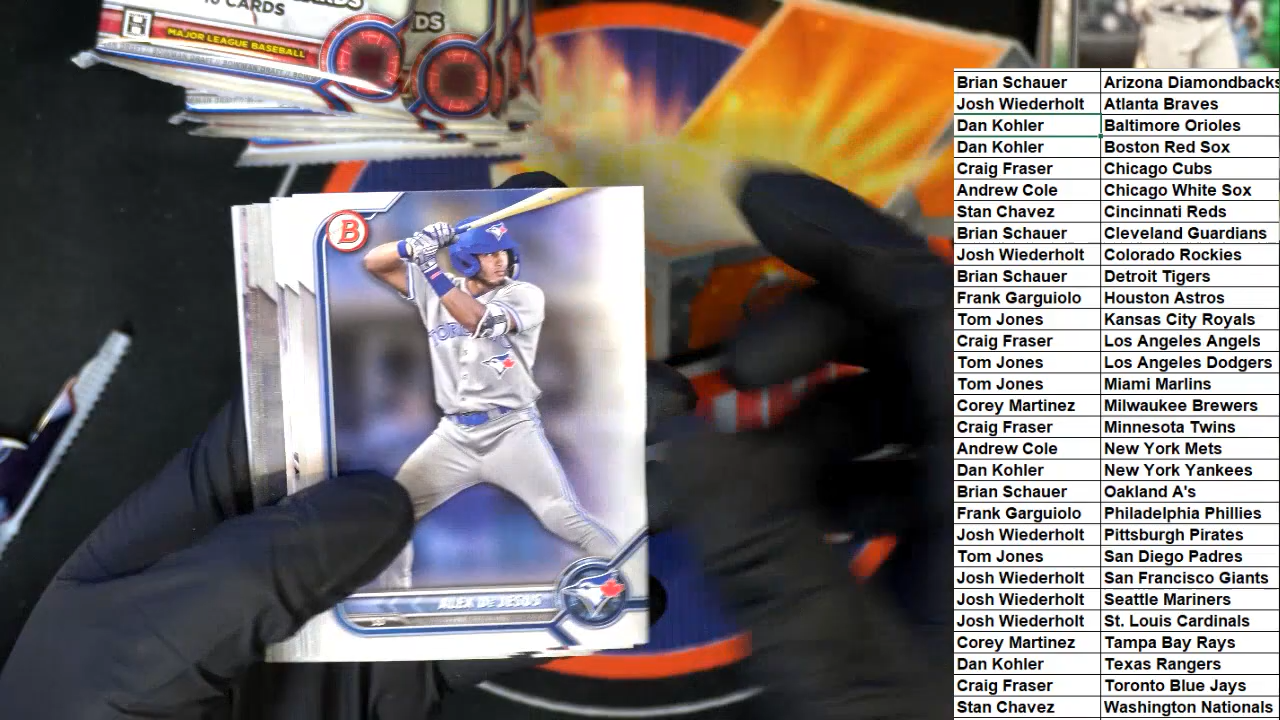 10 CARDS
DS
MAJOR LEAGUE BASEBALL
B
ALEX DE JESUS
Brian Schauer Arizona Diamondbacks
Josh Wiederholt Atlanta Braves
Dan Kohler Baltimore Orioles
Dan Kohler Boston Red Sox
Craig Fraser Chicago Cubs
Andrew Cole Chicago White Sox
Stan Chavez Cincinnati Reds
Brian Schauer Cleveland Guardians
Josh Wiederholt Colorado Rockies
Brian Schauer Detroit Tigers
Frank Garguiolo Houston Astros
Tom Jones Kansas City Royals
Craig Fraser Los Angeles Angels
Tom Jones Los Angeles Dodgers
Tom Jones Miami Marlins
Corey Martinez Milwaukee Brewers
Craig Fraser Minnesota Twins
Andrew Cole New York Mets
Dan Kohler New York Yankees
Brian Schauer Oakland A's
Frank Garguiolo Philadelphia Phillies
Josh Wiederholt Pittsburgh Pirates
Tom Jones San Diego Padres
Josh Wiederholt San Francisco Giants
Josh Wiederholt Seattle Mariners
Josh Wiederholt St. Louis Cardinals
Corey Martinez Tampa Bay Rays
Dan Kohler Texas Rangers
Craig Fraser Toronto Blue Jays
Stan Chavez Washington Nationals